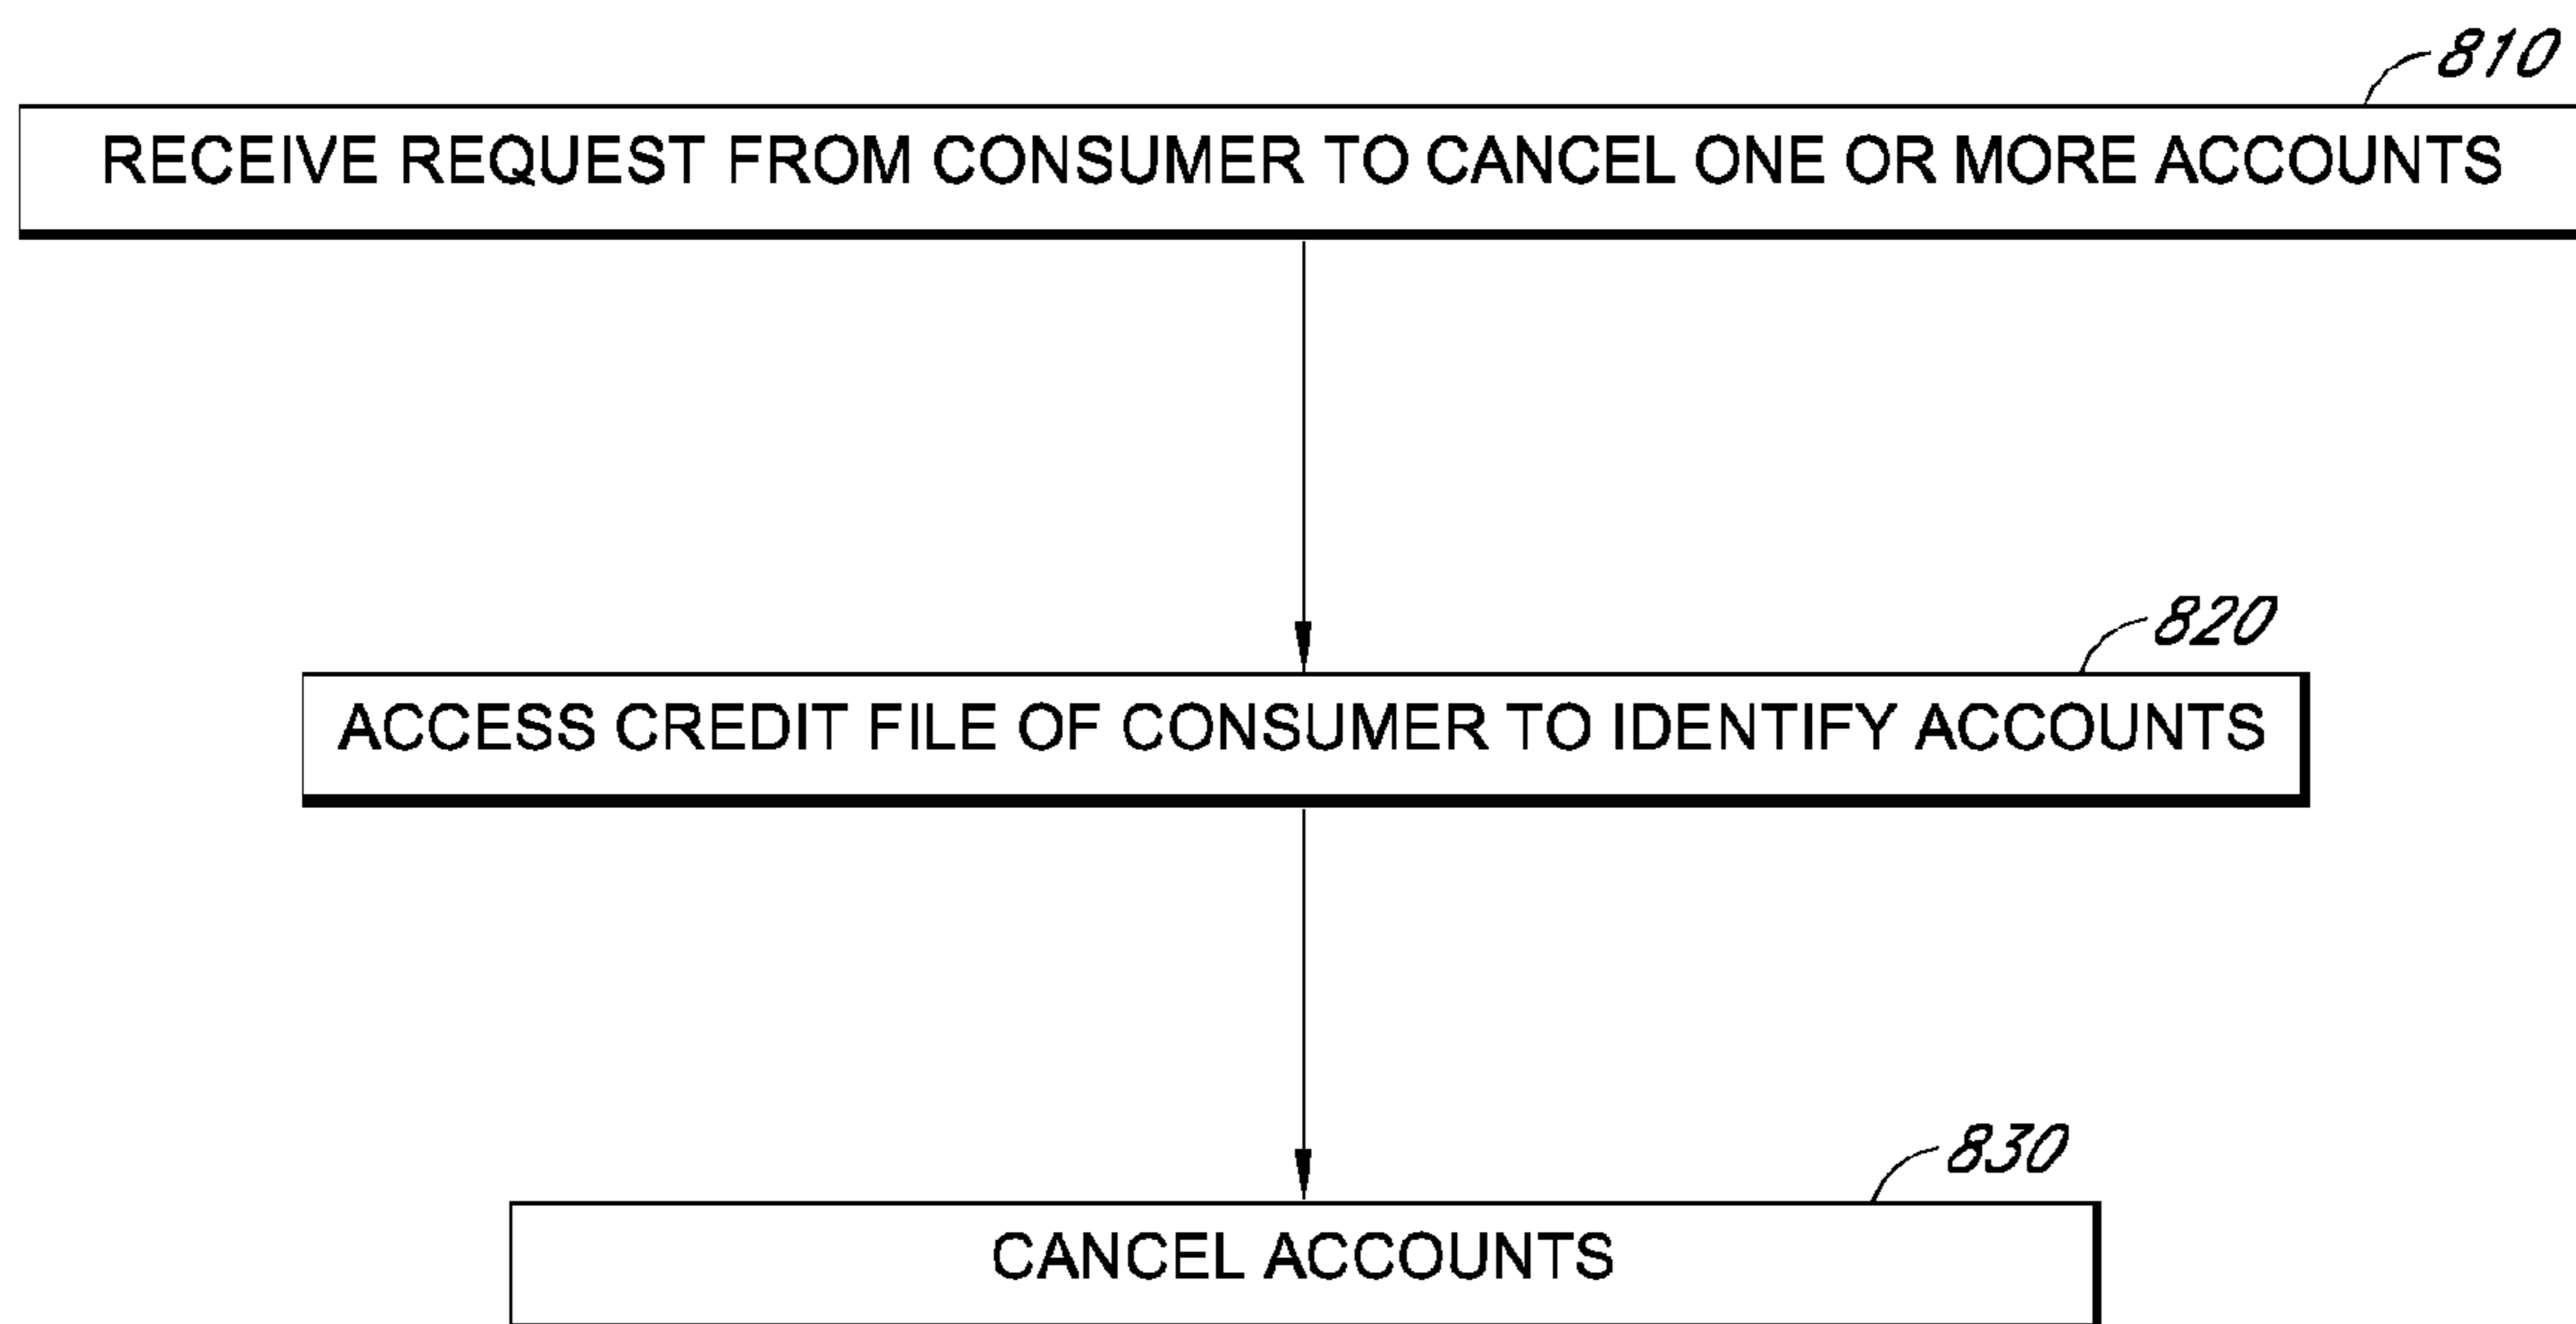 810
RECEIVE REQUEST FROM CONSUMER TO CANCEL ONE OR MORE ACCOUNTS
820
ACCESS CREDIT FILE OF CONSUMER TO IDENTIFY ACCOUNTS
830
CANCEL ACCOUNTS